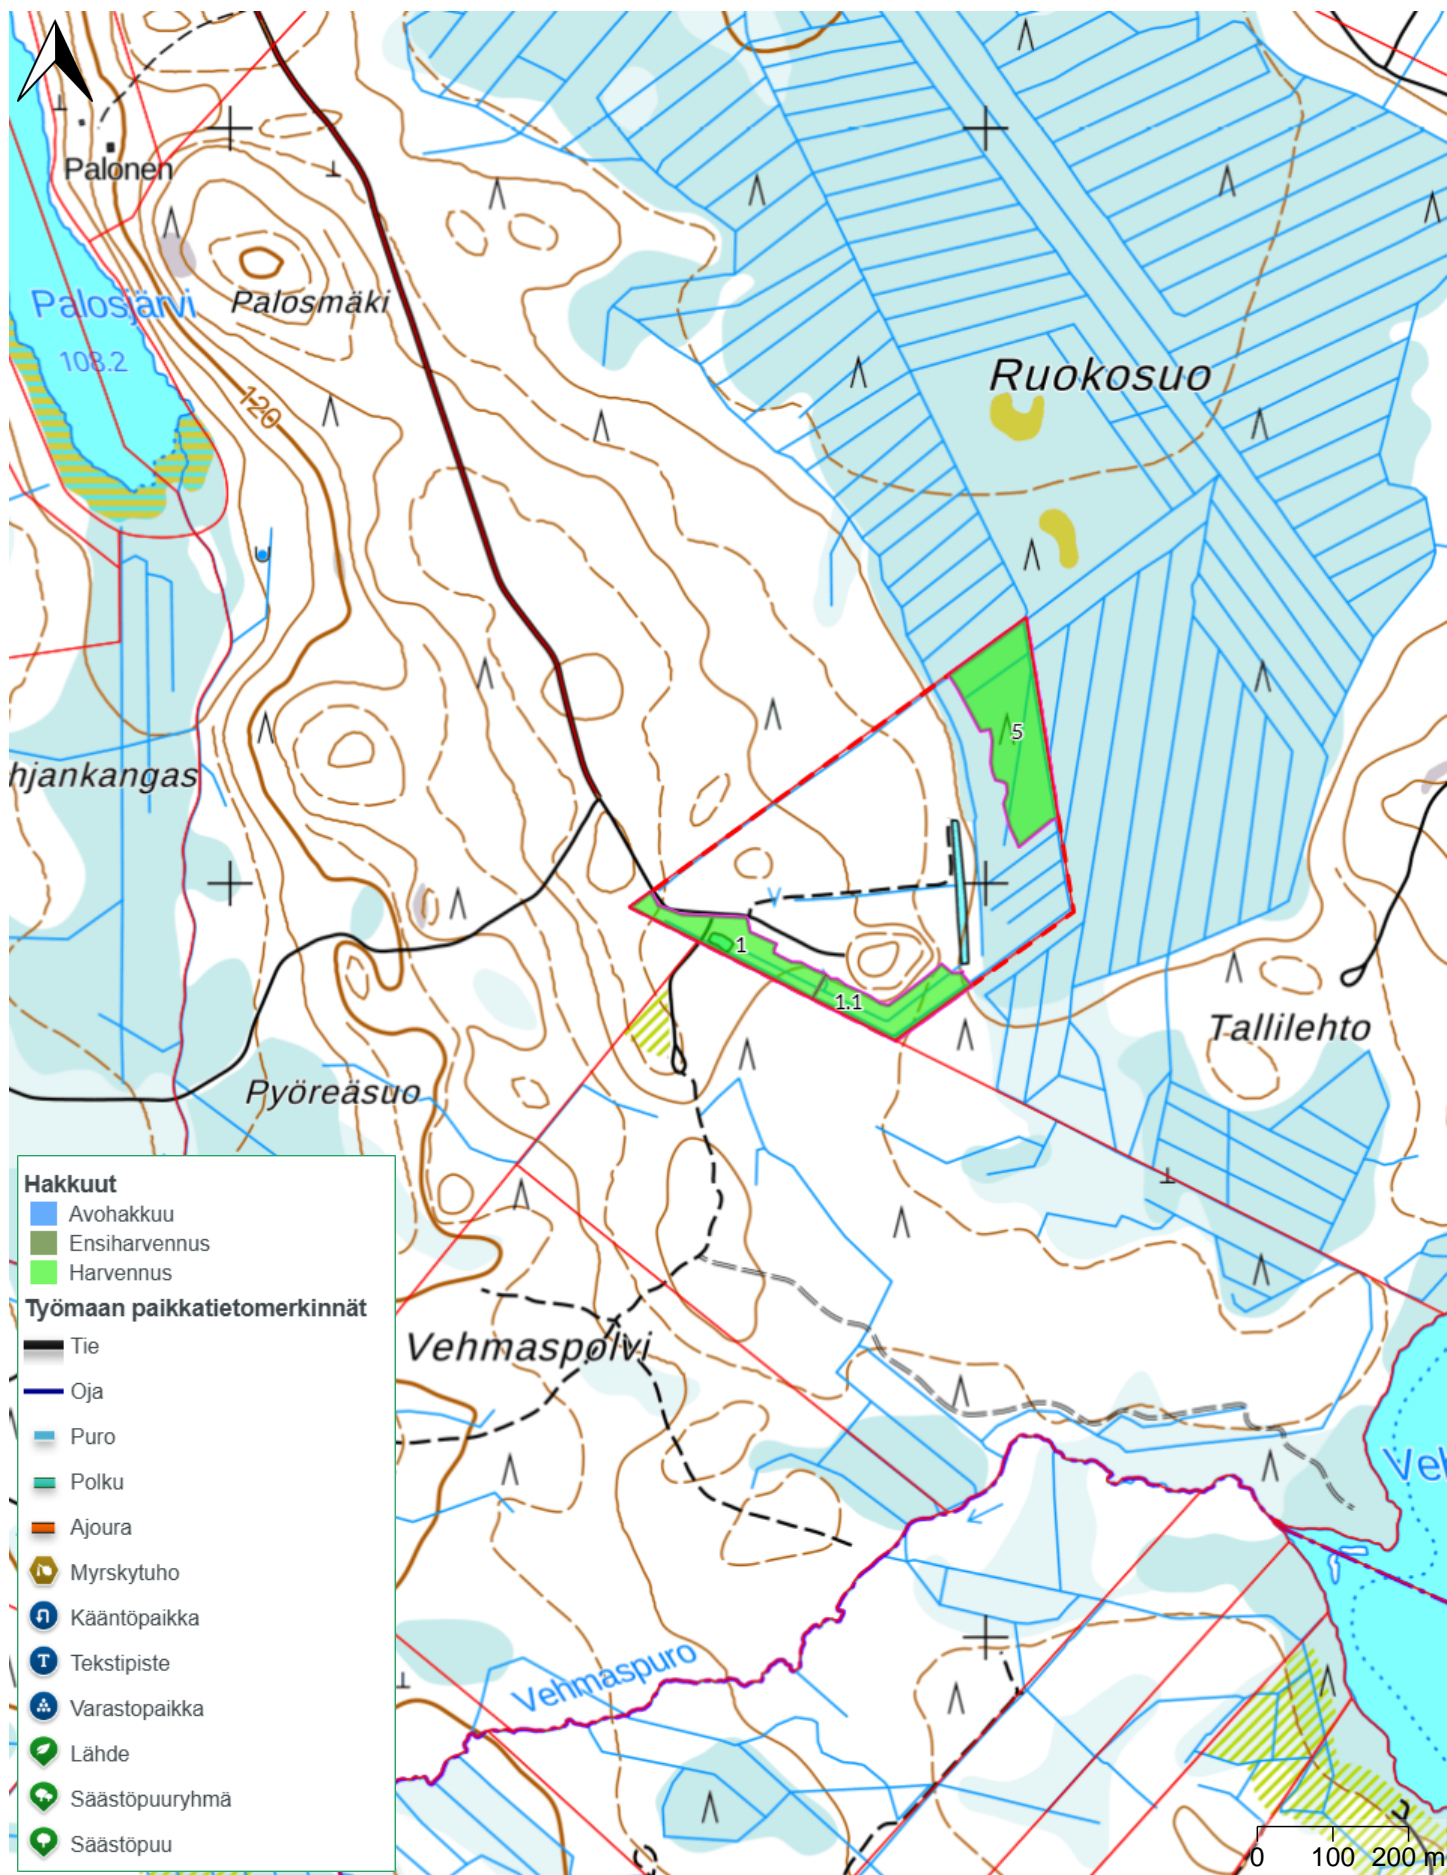 Palonen
Palosjärvi
108.2
Palosmäki
120
Ruokosuo
5
hjankangas
1
1.1
Tallilehto
Pyöreäsuo
Vehmaspolvi
Veh
Vehmaspuro
Hakkuut
Avohakkuu
Ensiharvennus
Harvennus
Työmaan paikkatietomerkinnät
Tie
Oja
Puro
Polku
Ajoura
Myrskytuho
Kääntöpaikka
T Tekstipiste
Varastopaikka
Lähde
Säästöpuuryhmä
Säästöpuu
0 100 200 m